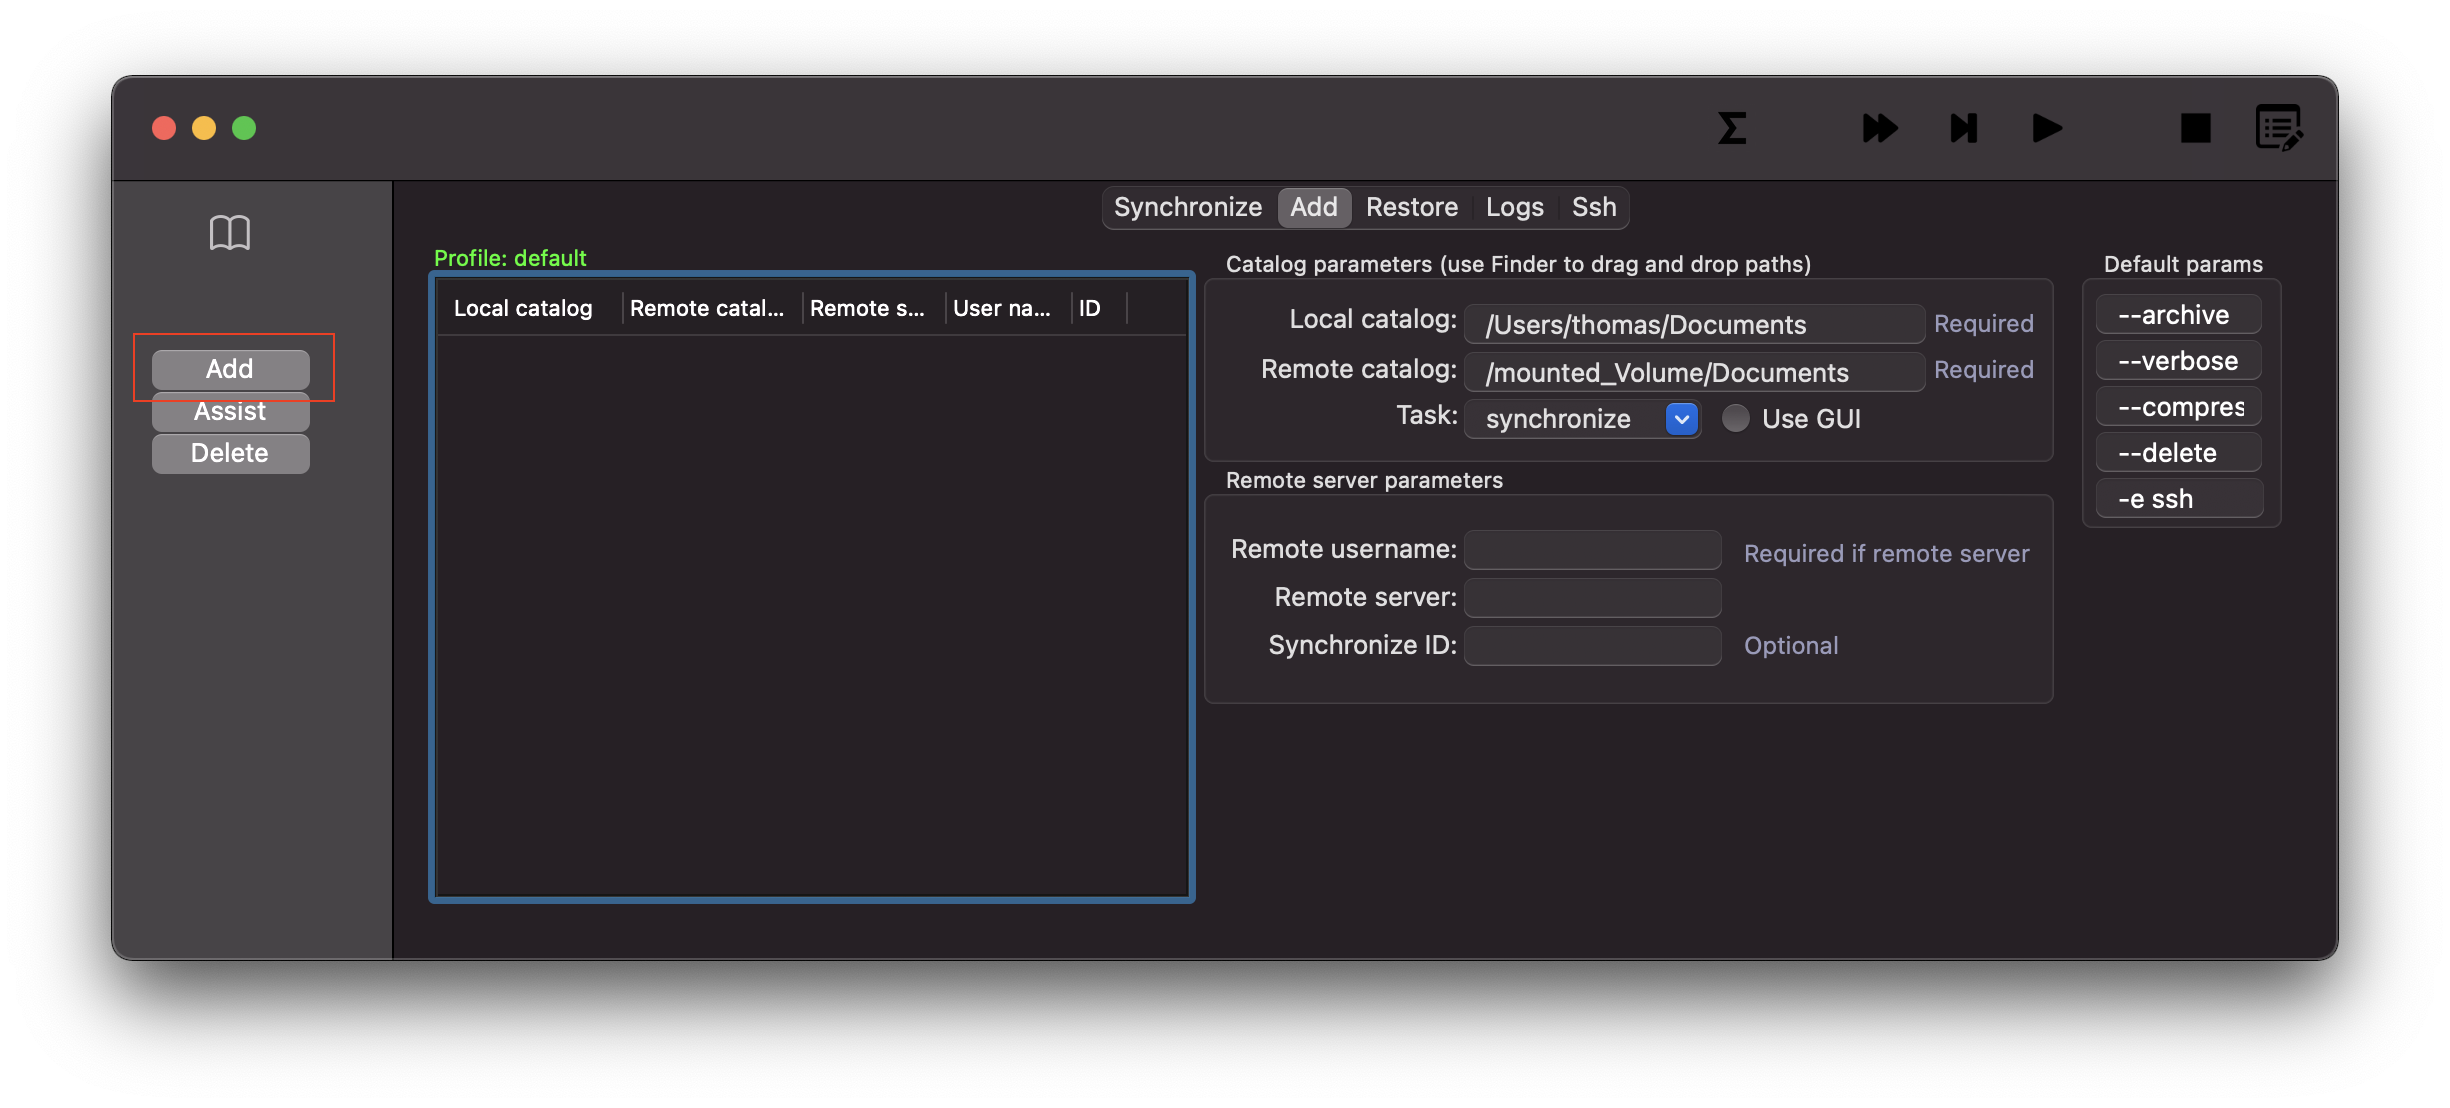 Synchronize Add Restore Logs Ssh
Profile: default
Local catalog Remote catal... Remote s... User na... ID
Add
Assist
Delete
Catalog parameters (use Finder to drag and drop paths)
Local catalog: /Users/thomas/Documents Required
Remote catalog: /mounted_Volume/Documents Required
Task: synchronize Use GUI
Remote server parameters
Remote username: Required if remote server
Remote server:
Synchronize ID: Optional
Default params
--archive
--verbose
--compres
--delete
-e ssh